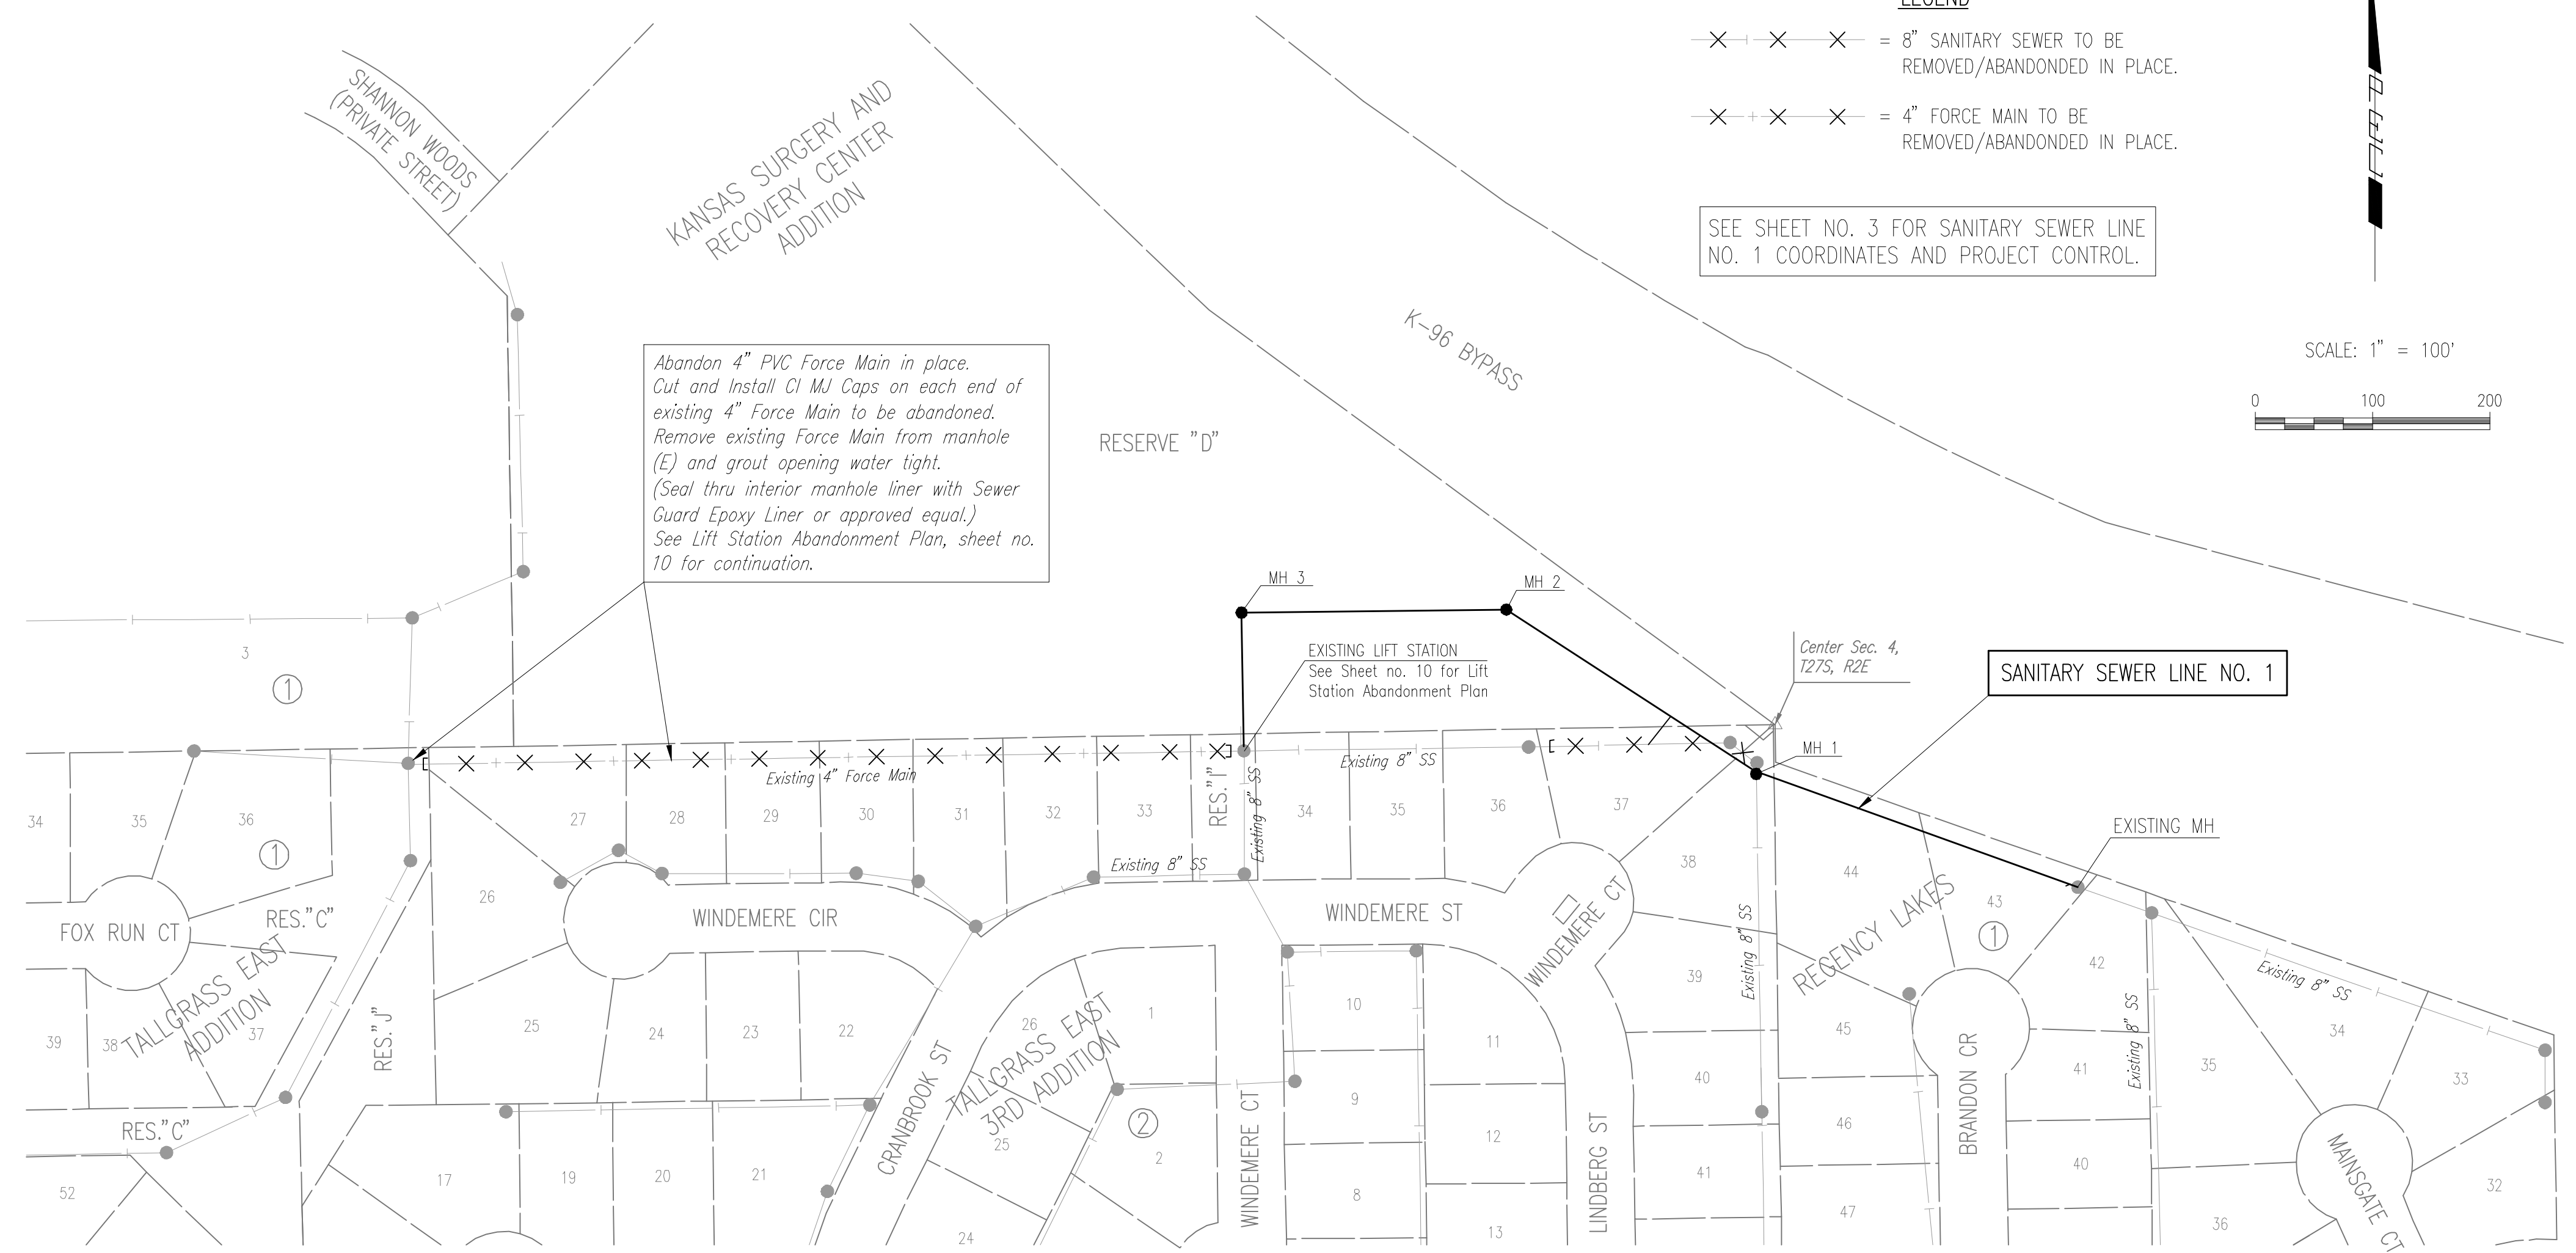 LEGEND
= 8" SANITARY SEWER TO BE
REMOVED/ABANDONDED IN PLACE.
= 4" FORCE MAIN TO BE
REMOVED/ABANDONDED IN PLACE.
SEE SHEET NO. 3 FOR SANITARY SEWER LINE
NO. 1 COORDINATES AND PROJECT CONTROL.
SCALE: 1" = 100'
0 100 200
SHANNON WOODS
(PRIVATE STREET)
KANSAS SURGERY AND
RECOVERY CENTER
ADDITION
K-96 BYPASS
RESERVE "D"
Abandon 4" PVC Force Main in place.
Cut and Install CI MJ Caps on each end of
existing 4" Force Main to be abandoned.
Remove existing Force Main from manhole
(E) and grout opening water tight.
(Seal thru interior manhole liner with Sewer
Guard Epoxy Liner or approved equal.)
See Lift Station Abandonment Plan, sheet no.
10 for continuation.
MH 3
MH 2
EXISTING LIFT STATION
See Sheet no. 10 for Lift
Station Abandonment Plan
Center Sec. 4,
T27S, R2E
SANITARY SEWER LINE NO. 1
MH 1
EXISTING MH
3
1
Existing 4" Force Main
Existing 8" SS
RES."I"
Existing 8" SS
Existing 8" SS
34
35
36
1
27
28
29
30
31
32
33
34
35
36
37
38
44
43
1
26
FOX RUN CT
RES."C"
WINDEMERE CIR
WINDEMERE ST
WINDEMERE CT
Existing 8" SS
REGENCY LAKES
42
Existing 8" SS
TALLGRASS EAST
ADDITION
39
38
37
RES."J"
25
24
23
22
CRANBROOK ST
26
TALLGRASS EAST
3RD ADDITION
1
10
11
39
45
BRANDON CR
41
Existing 8" SS
35
34
33
RES."C"
52
17
19
20
21
25
24
2
2
WINDEMERE CT
9
8
12
13
LINDBERG ST
40
41
46
47
40
36
MAINSGATE CT
32